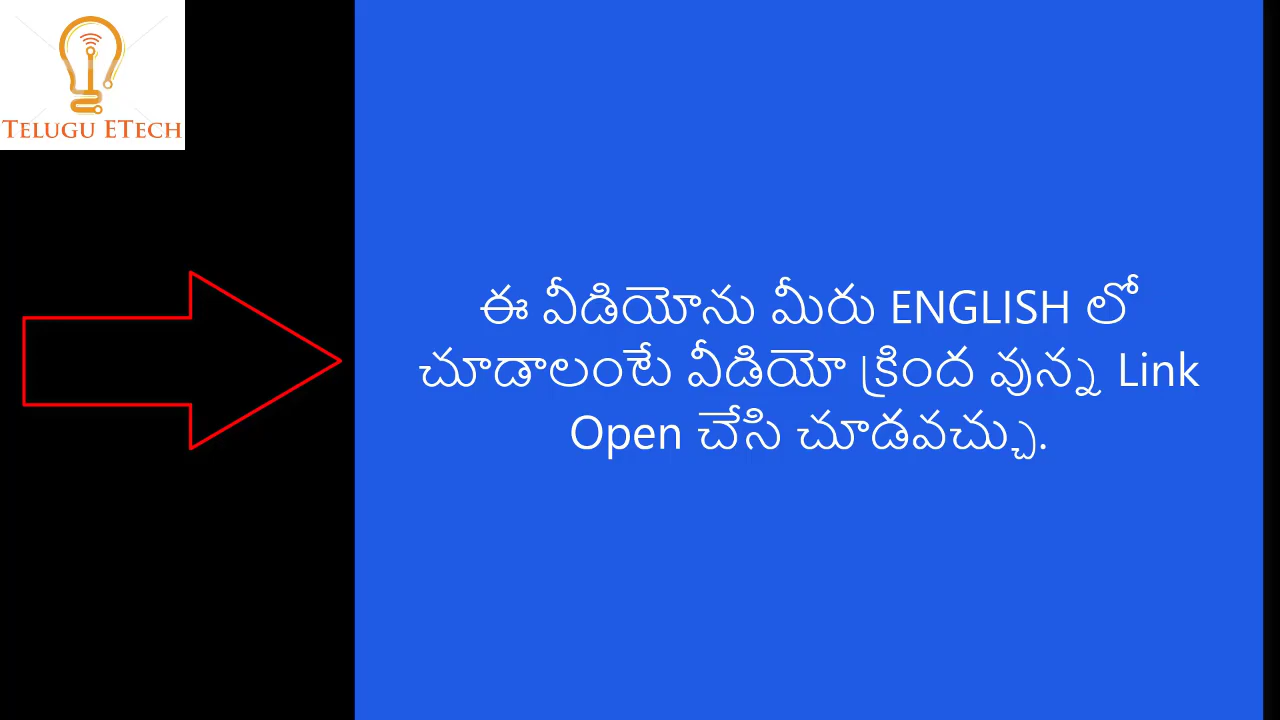 TELUGU ETECH
ఈ వీడియోను మీరు ENGLISH లో
చూడాలంటే వీడియో క్రింద వున్న Link
Open చేసి చూడవచ్చు.